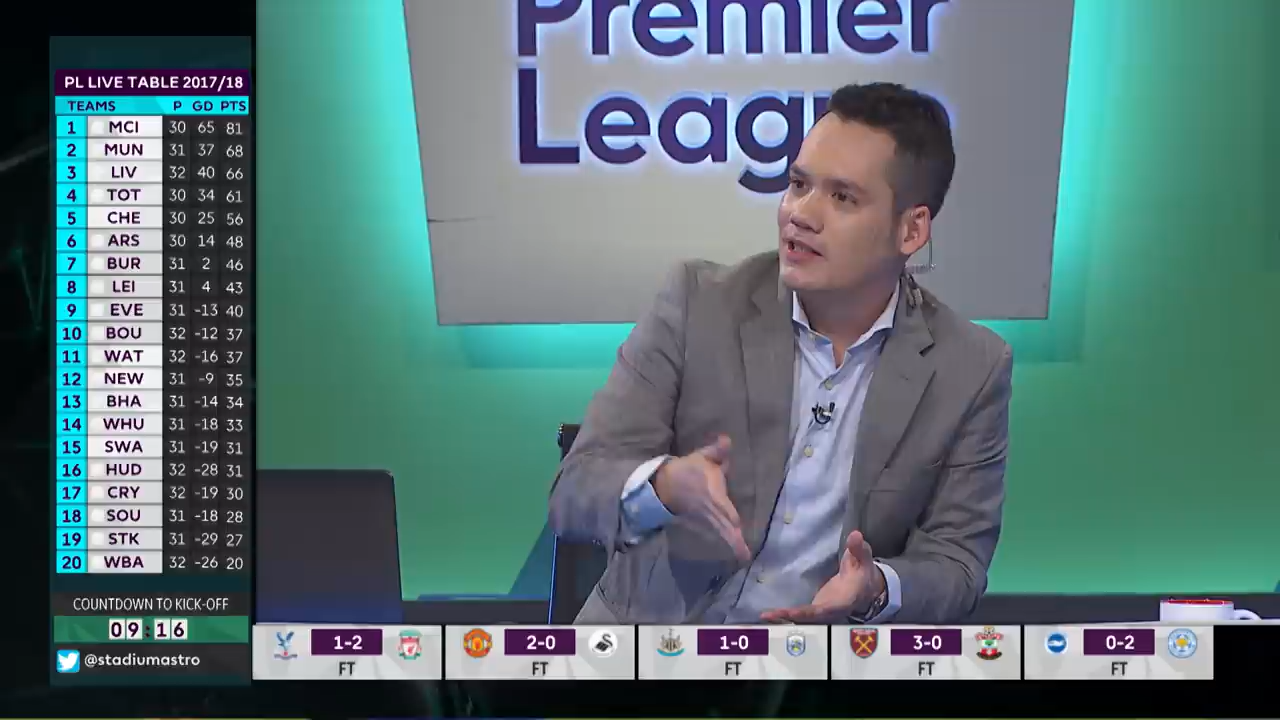 Premier
League
PL LIVE TABLE 2017/18
TEAMS P GD PTS
1 MCI 30 65 81
2 MUN 31 37 68
3 LIV 32 40 66
4 TOT 30 34 61
5 CHE 30 25 56
6 ARS 30 14 48
7 BUR 31 2 46
8 LEI 31 4 43
9 EVE 31 -13 40
10 BOU 32 -12 37
11 WAT 32 -16 37
12 NEW 31 -9 35
13 BHA 31 -14 34
14 WHU 31 -18 33
15 SWA 31 -19 31
16 HUD 32 -28 31
17 CRY 32 -19 30
18 SOU 31 -18 28
19 STK 31 -29 27
20 WBA 32 -26 20
COUNTDOWN TO KICK-OFF
09:16
@stadiumastro
1-2 2-0 1-0 3-0 0-2
FT FT FT FT FT